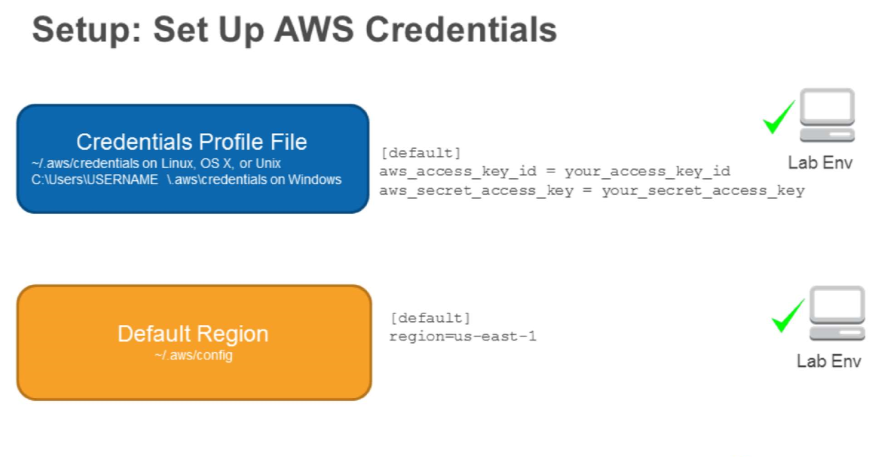 Setup: Set Up AWS Credentials
Credentials Profile File
~/.aws/credentials on Linux, OS X, or Unix
C:\Users\USERNAME \.aws\credentials on Windows
[default]
aws_access_key_id = your_access_key_id
aws_secret_access_key = your_secret_access_key
Lab Env
Default Region
~/.aws/config
[default]
region=us-east-1
Lab Env